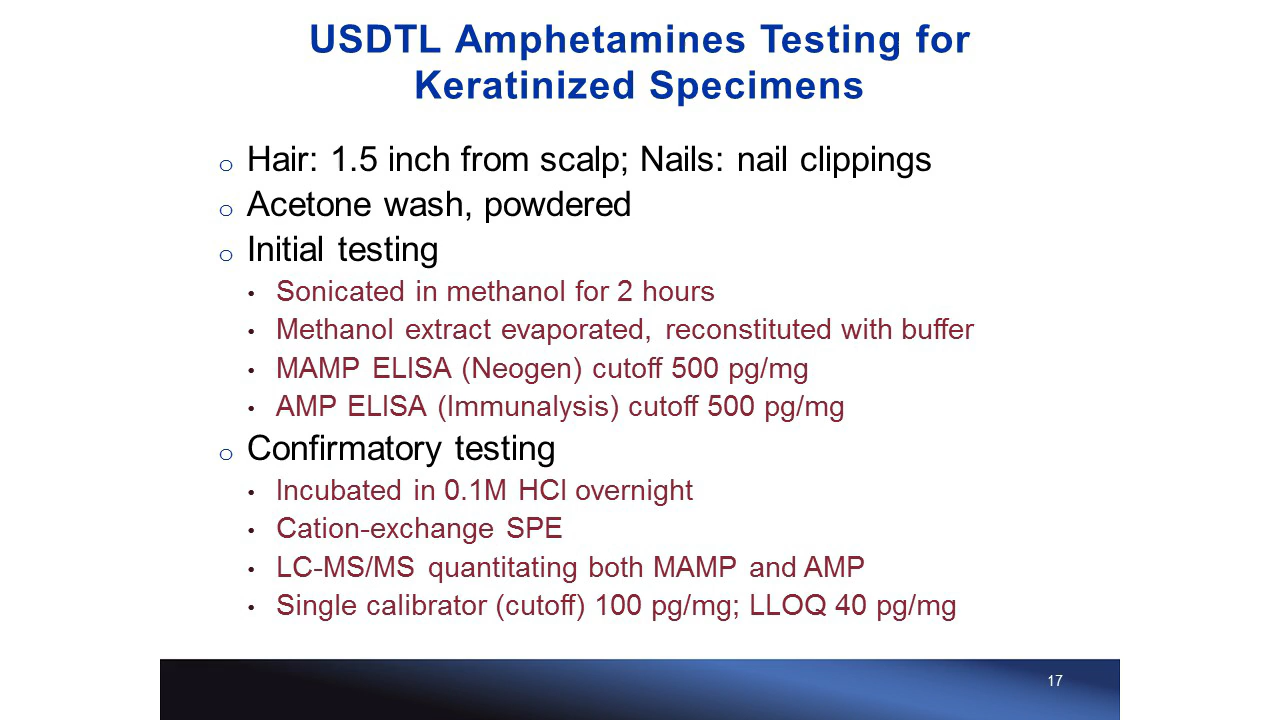 USDTL Amphetamines Testing for
Keratinized Specimens
o Hair: 1.5 inch from scalp; Nails: nail clippings
o Acetone wash, powdered
o Initial testing
• Sonicated in methanol for 2 hours
• Methanol extract evaporated, reconstituted with buffer
• MAMP ELISA (Neogen) cutoff 500 pg/mg
• AMP ELISA (Immunalysis) cutoff 500 pg/mg
o Confirmatory testing
• Incubated in 0.1M HCl overnight
• Cation-exchange SPE
• LC-MS/MS quantitating both MAMP and AMP
• Single calibrator (cutoff) 100 pg/mg; LLOQ 40 pg/mg
17